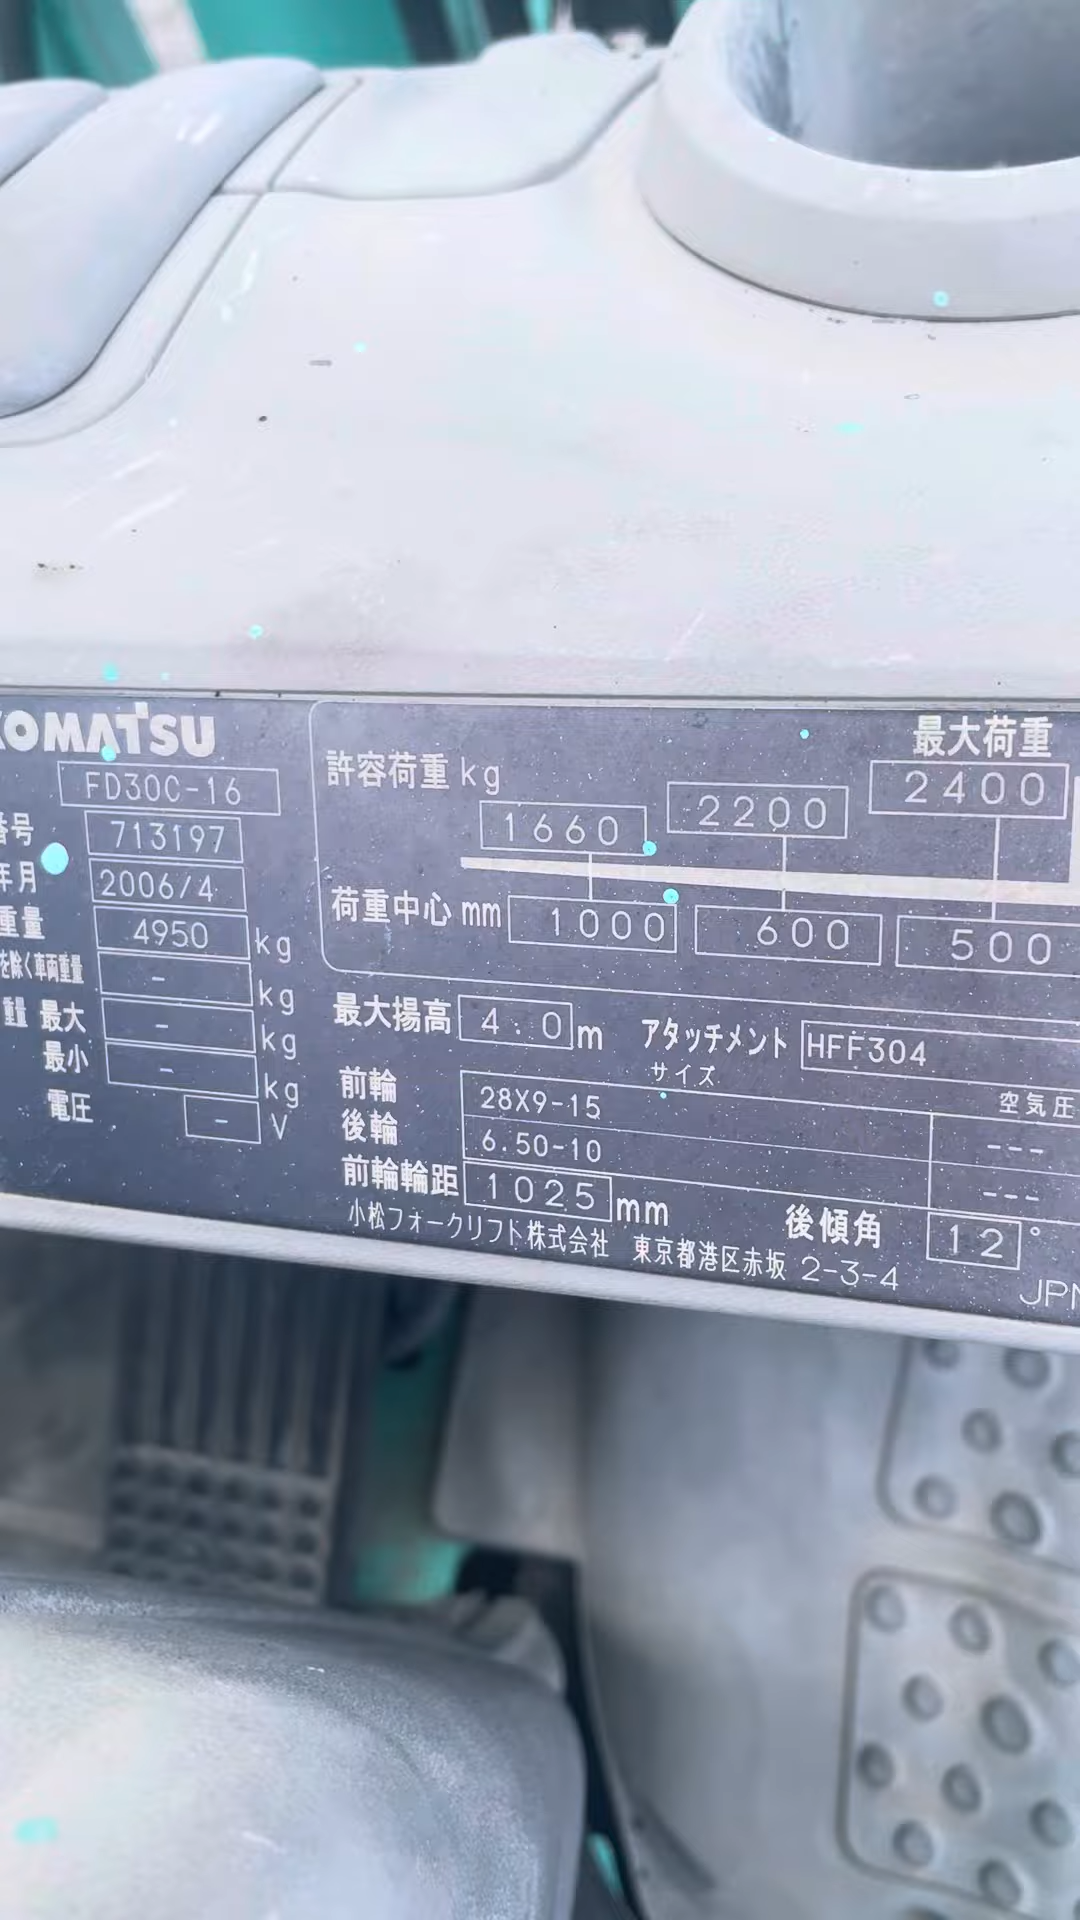 KOMATSU
FD30C-16
番号 713197
年月 2006/4
重量 4950 kg
を除く車両重量 - kg
重量 最大 - kg
最小 - kg
電圧 - V
最大荷重
許容荷重 kg 1660 2200 2400
荷重中心 mm 1000 600 500
最大揚高 4.0 m アタッチメント HFF304
サイズ 空気圧
前輪 28X9-15 ---
後輪 6.50-10 ---
前輪輪距 1025 mm 後傾角 12°
小松フォークリフト株式会社 東京都港区赤坂 2-3-4
JPN